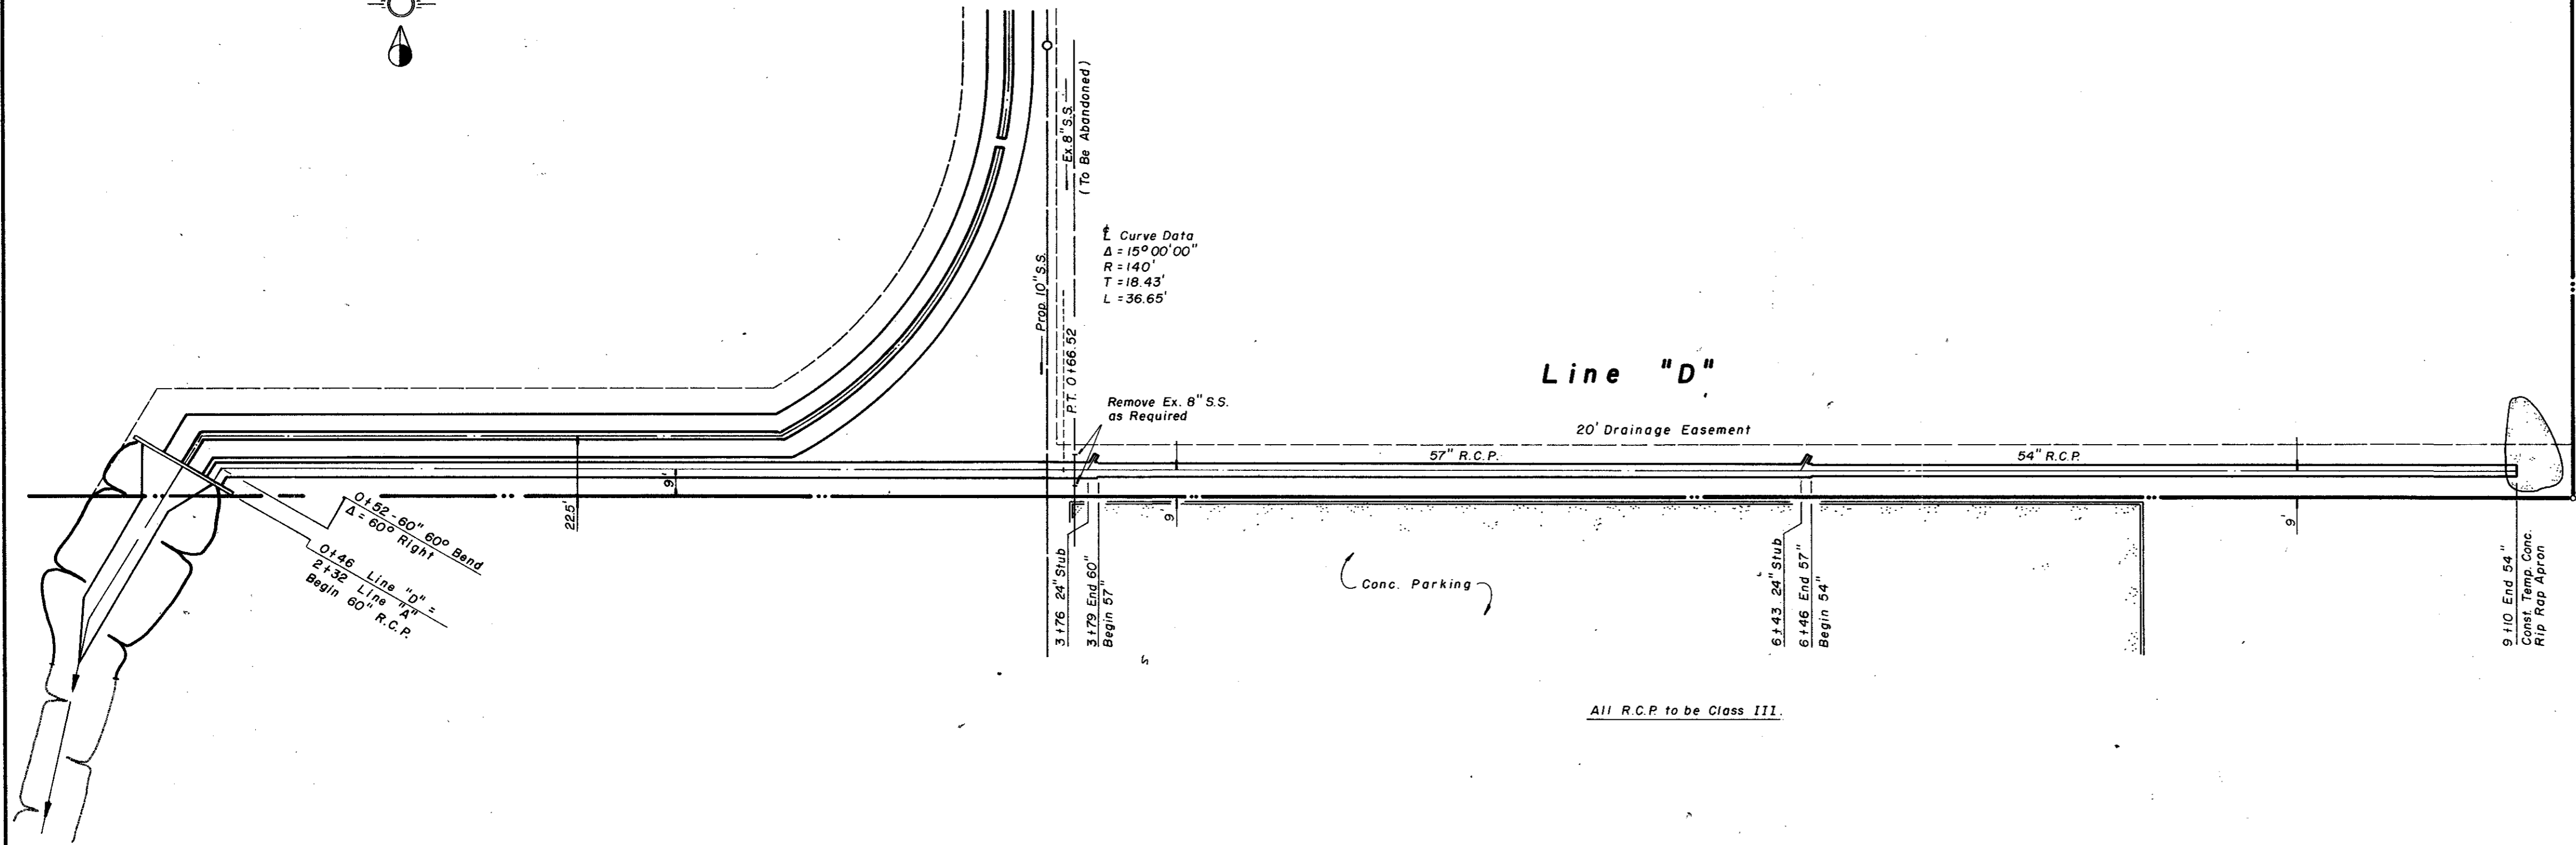 Ex. 8" S.S.
(To Be Abandoned)
℄ Curve Data
Δ = 15°00'00"
R = 140'
T = 18.43'
L = 36.65'
Prop. 10" S.S.
P.T. 0+66.52
Line "D"
Remove Ex. 8" S.S.
as Required
20' Drainage Easement
57" R.C.P.
54" R.C.P.
9'
22.5'
9'
9'
0+52-60" 60° Bend
Δ = 60° Right
0+46 Line "D" =
2+32 Line "A"
Begin 60" R.C.P.
3+76 24" Stub
3+79 End 60"
Begin 57"
Conc. Parking
6+43 24" Stub
6+46 End 57"
Begin 54"
9+10 End 54"
Const. Temp. Conc.
Rip Rap Apron
All R.C.P. to be Class III.